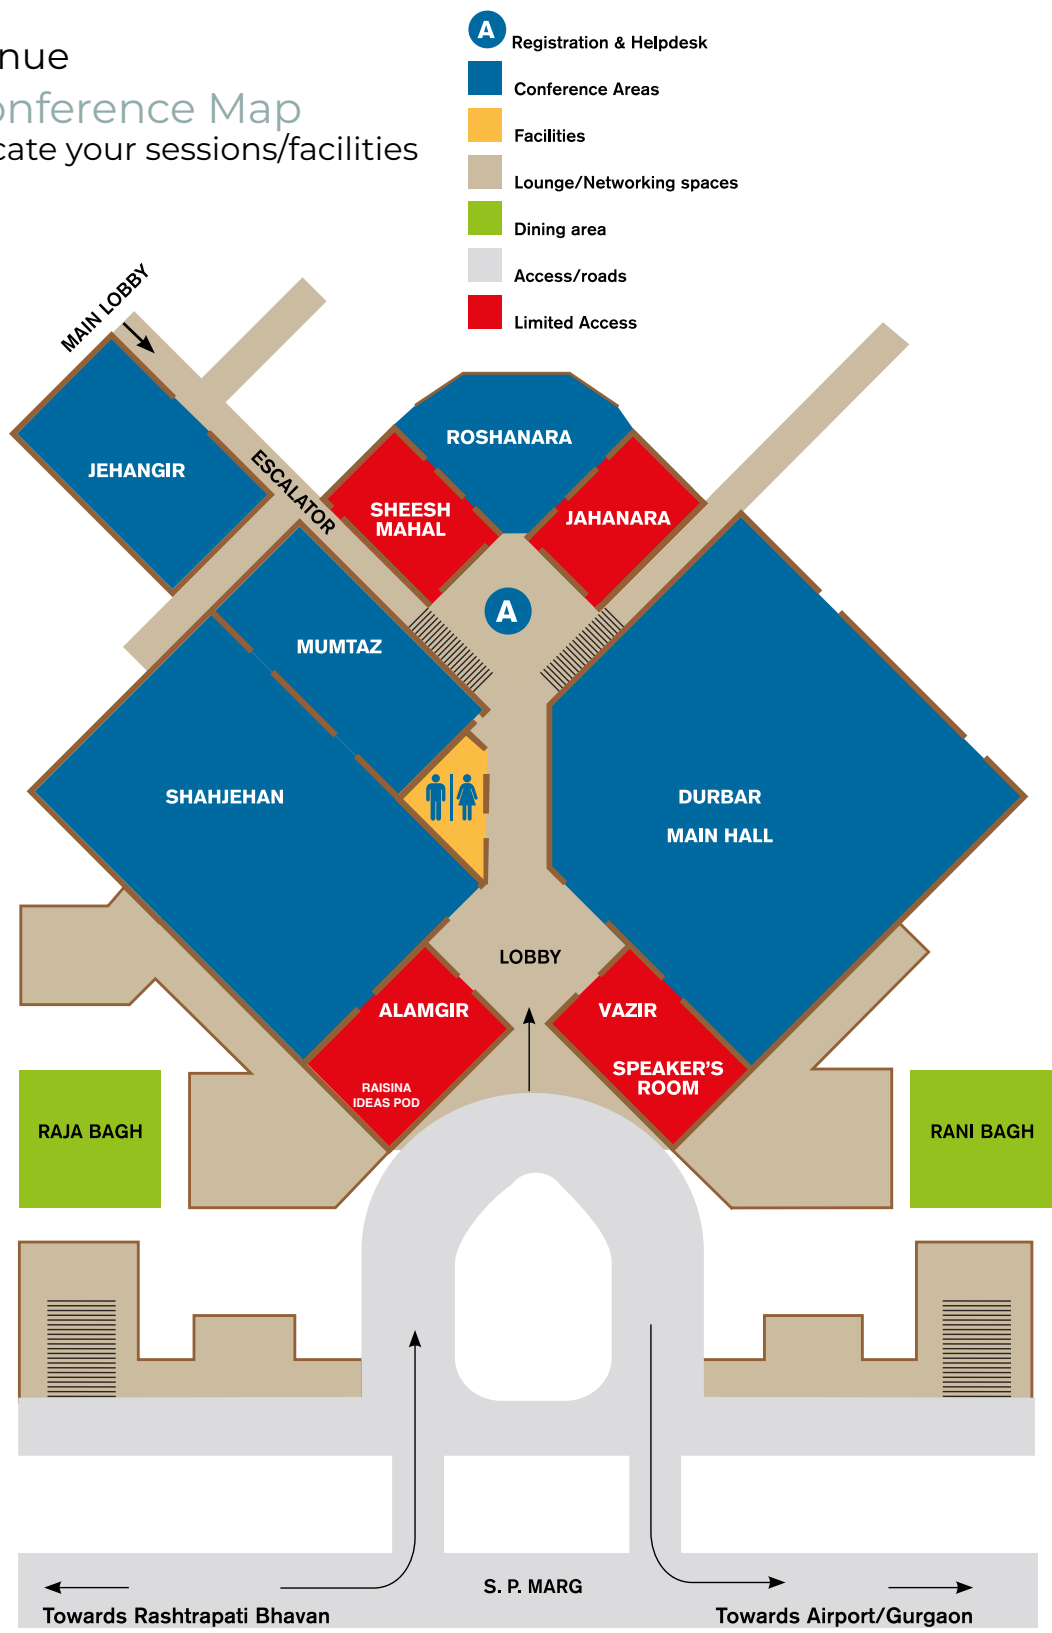 nue
onference Map
cate your sessions/facilities
A
Registration & Helpdesk
Conference Areas
Facilities
Lounge/Networking spaces
Dining area
Access/roads
Limited Access
MAIN LOBBY
JEHANGIR
ESCALATOR
ROSHANARA
SHEESH
MAHAL
JAHANARA
A
MUMTAZ
SHAHJEHAN
DURBAR
MAIN HALL
LOBBY
ALAMGIR
RAISINA
IDEAS POD
VAZIR
SPEAKER'S
ROOM
RAJA BAGH
RANI BAGH
S. P. MARG
Towards Rashtrapati Bhavan
Towards Airport/Gurgaon